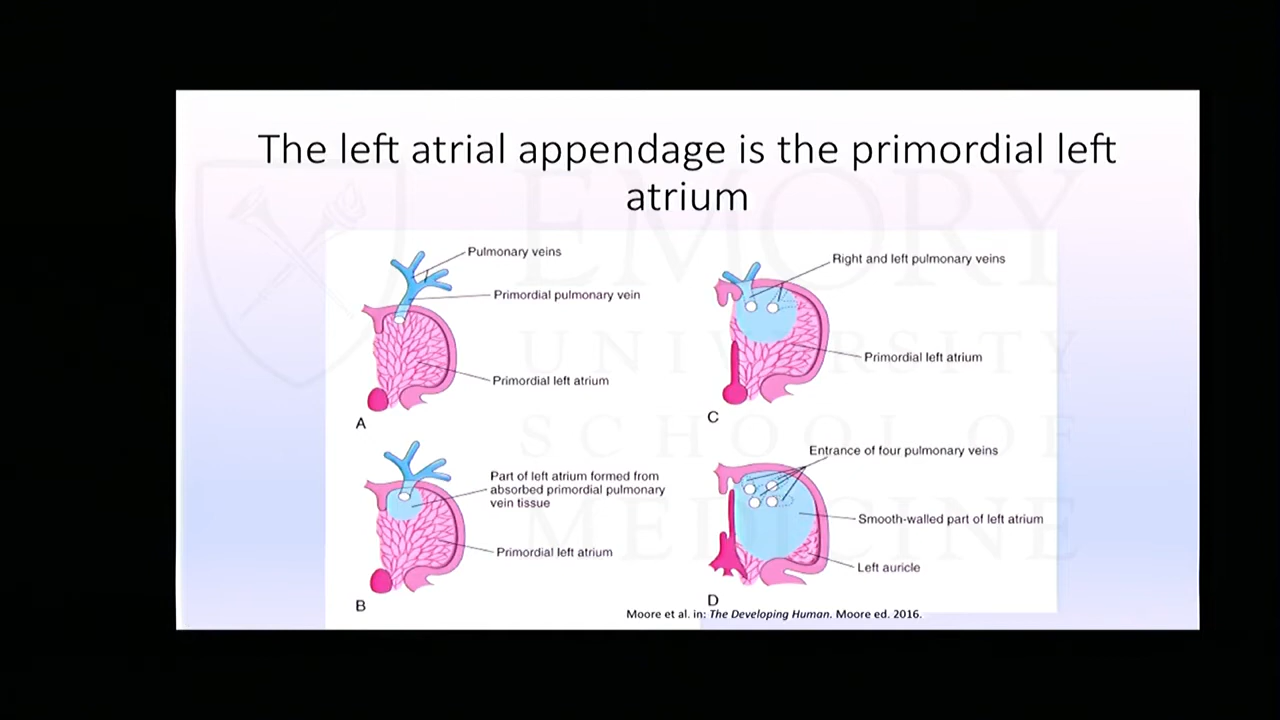 The left atrial appendage is the primordial left
atrium
EMORY
UNIVERSITY
SCHOOL OF
MEDICINE
Pulmonary veins
Primordial pulmonary vein
Primordial left atrium
A
Right and left pulmonary veins
Primordial left atrium
C
Part of left atrium formed from
absorbed primordial pulmonary
vein tissue
Primordial left atrium
B
Entrance of four pulmonary veins
Smooth-walled part of left atrium
Left auricle
D
Moore et al. in: The Developing Human. Moore ed. 2016.